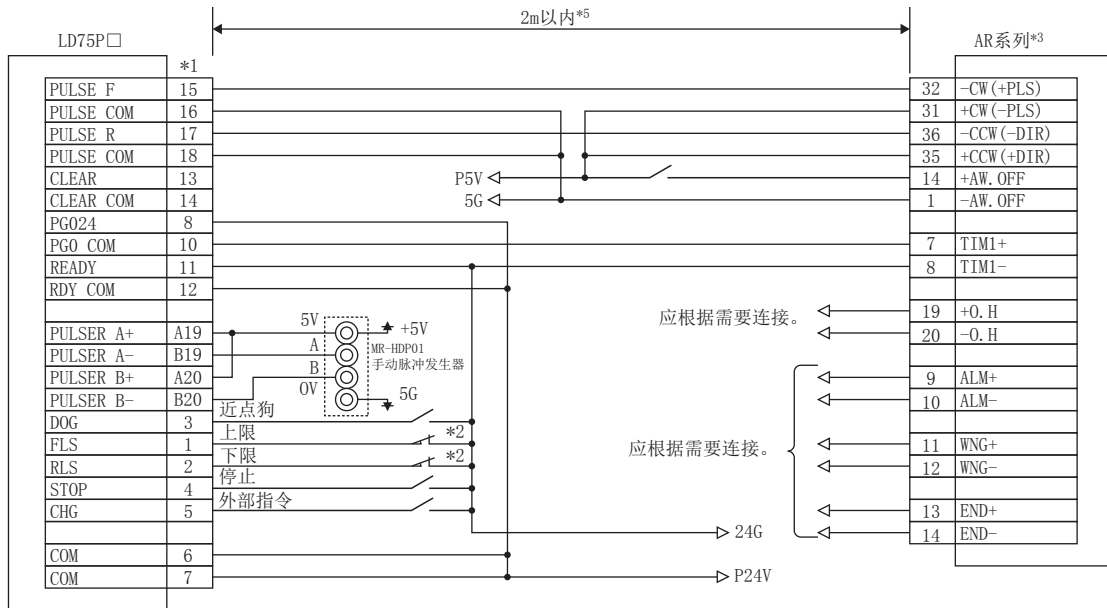 2m以内*5
LD75P□
AR系列*3
*1
PULSE F 15
PULSE COM 16
PULSE R 17
PULSE COM 18
CLEAR 13
CLEAR COM 14
PGO24 8
PGO COM 10
READY 11
RDY COM 12
PULSER A+ A19
PULSER A- B19
PULSER B+ A20
PULSER B- B20
DOG 3
FLS 1
RLS 2
STOP 4
CHG 5
COM 6
COM 7
5V
A
B
0V
+5V
MR-HDP01
手动脉冲发生器
5G
近点狗
上限 *2
下限 *2
停止
外部指令
P5V
5G
应根据需要连接。
应根据需要连接。
24G
P24V
32 -CW(+PLS)
31 +CW(-PLS)
36 -CCW(-DIR)
35 +CCW(+DIR)
14 +AW.OFF
1 -AW.OFF
7 TIM1+
8 TIM1-
19 +O.H
20 -O.H
9 ALM+
10 ALM-
11 WNG+
12 WNG-
13 END+
14 END-